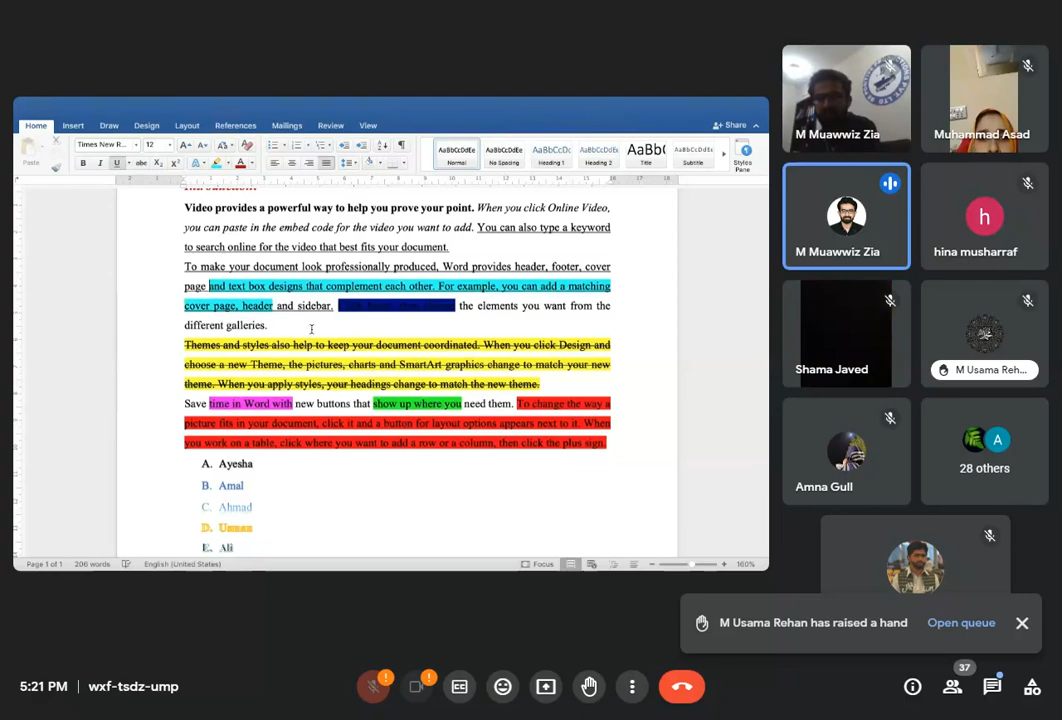 Home Insert Draw Design Layout References Mailings Review View Share
Paste Times New R... 12 AaBbCcDc AaBbCcDc AaBbCcDc AaBbCcDc AaBbC AaBbCcDc
Normal No Spacing Heading 1 Heading 2 Title Subtitle Styles Pane
Introduction:
Video provides a powerful way to help you prove your point. When you click Online Video,
you can paste in the embed code for the video you want to add. You can also type a keyword
to search online for the video that best fits your document.
To make your document look professionally produced, Word provides header, footer, cover
page and text box designs that complement each other. For example, you can add a matching
cover page, header and sidebar. the elements you want from the
different galleries.
Themes and styles also help to keep your document coordinated. When you click Design and
choose a new Theme, the pictures, charts and SmartArt graphics change to match your new
theme. When you apply styles, your headings change to match the new theme.
Save time in Word with new buttons that show up where you need them. To change the way a
picture fits in your document, click it and a button for layout options appears next to it. When
you work on a table, click where you want to add a row or a column, then click the plus sign.
A. Ayesha
B. Amal
C. Ahmad
D.
E. Ali
Page 1 of 1 206 words English (United States) Focus 160%
M Muawwiz Zia
Muhammad Asad
M Muawwiz Zia
hina musharraf
h
Shama Javed
M Usama Reh...
Amna Gull
A
28 others
M Usama Rehan has raised a hand Open queue
5:21 PM wxf-tsdz-ump
37